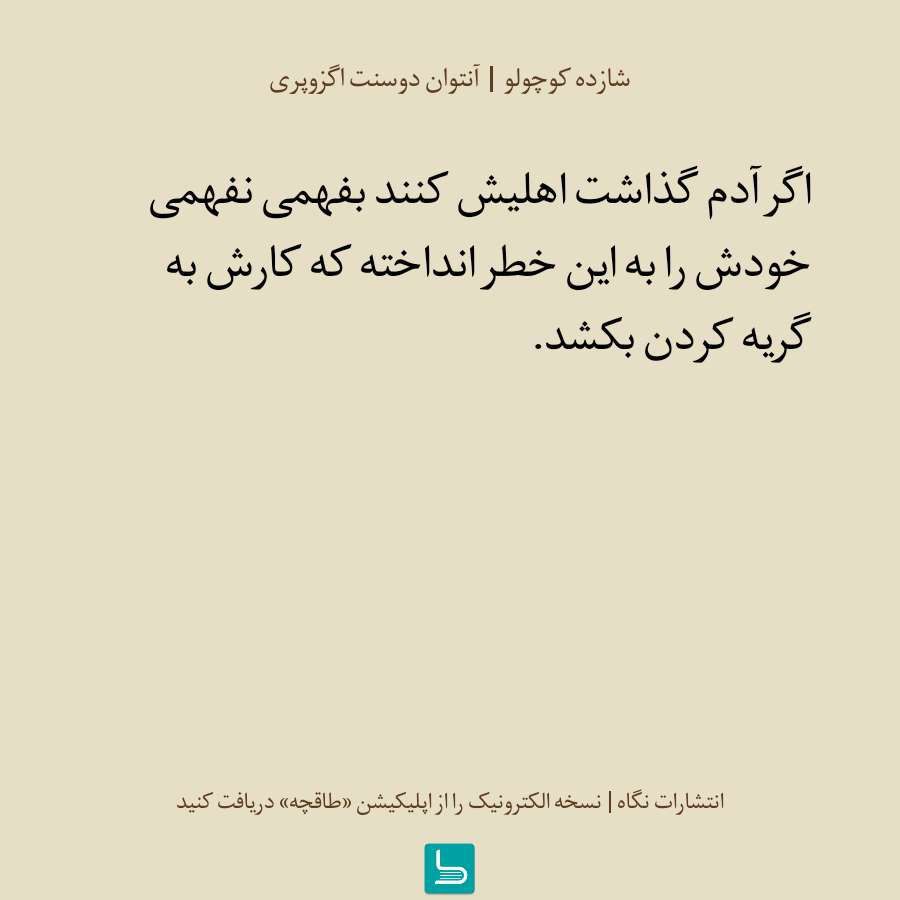 شازده کوچولو | آنتوان دوسنت اگزوپری
اگر آدم گذاشت اهلیش کنند بفهمی نفهمی
خودش را به این خطر انداخته که کارش به
گریه کردن بکشد.
انتشارات نگاه | نسخه الکترونیک را از اپلیکیشن «طاقچه» دریافت کنید